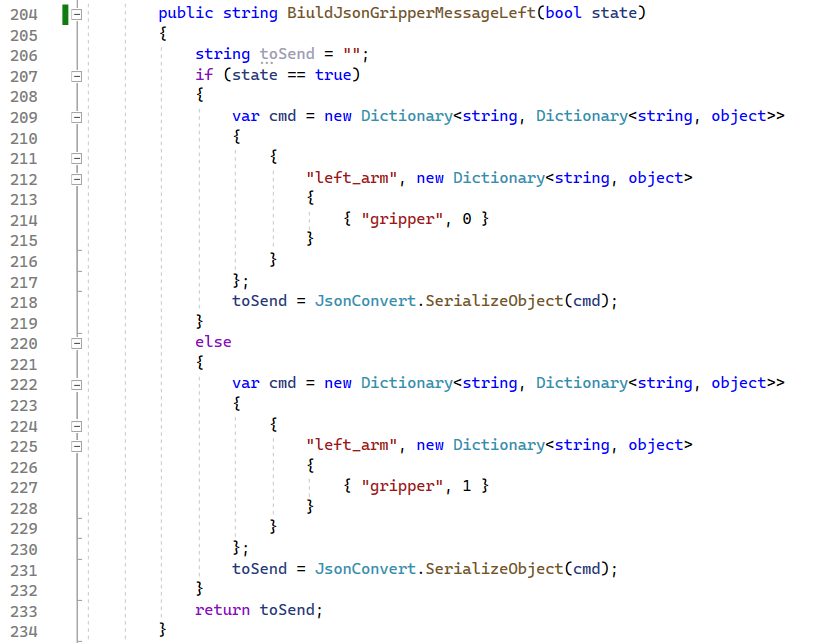 204 public string BiuldJsonGripperMessageLeft(bool state)
205 {
206 string toSend = "";
207 if (state == true)
208 {
209 var cmd = new Dictionary<string, Dictionary<string, object>>
210 {
211 {
212 "left_arm", new Dictionary<string, object>
213 {
214 { "gripper", 0 }
215 }
216 }
217 };
218 toSend = JsonConvert.SerializeObject(cmd);
219 }
220 else
221 {
222 var cmd = new Dictionary<string, Dictionary<string, object>>
223 {
224 {
225 "left_arm", new Dictionary<string, object>
226 {
227 { "gripper", 1 }
228 }
229 }
230 };
231 toSend = JsonConvert.SerializeObject(cmd);
232 }
233 return toSend;
234 }